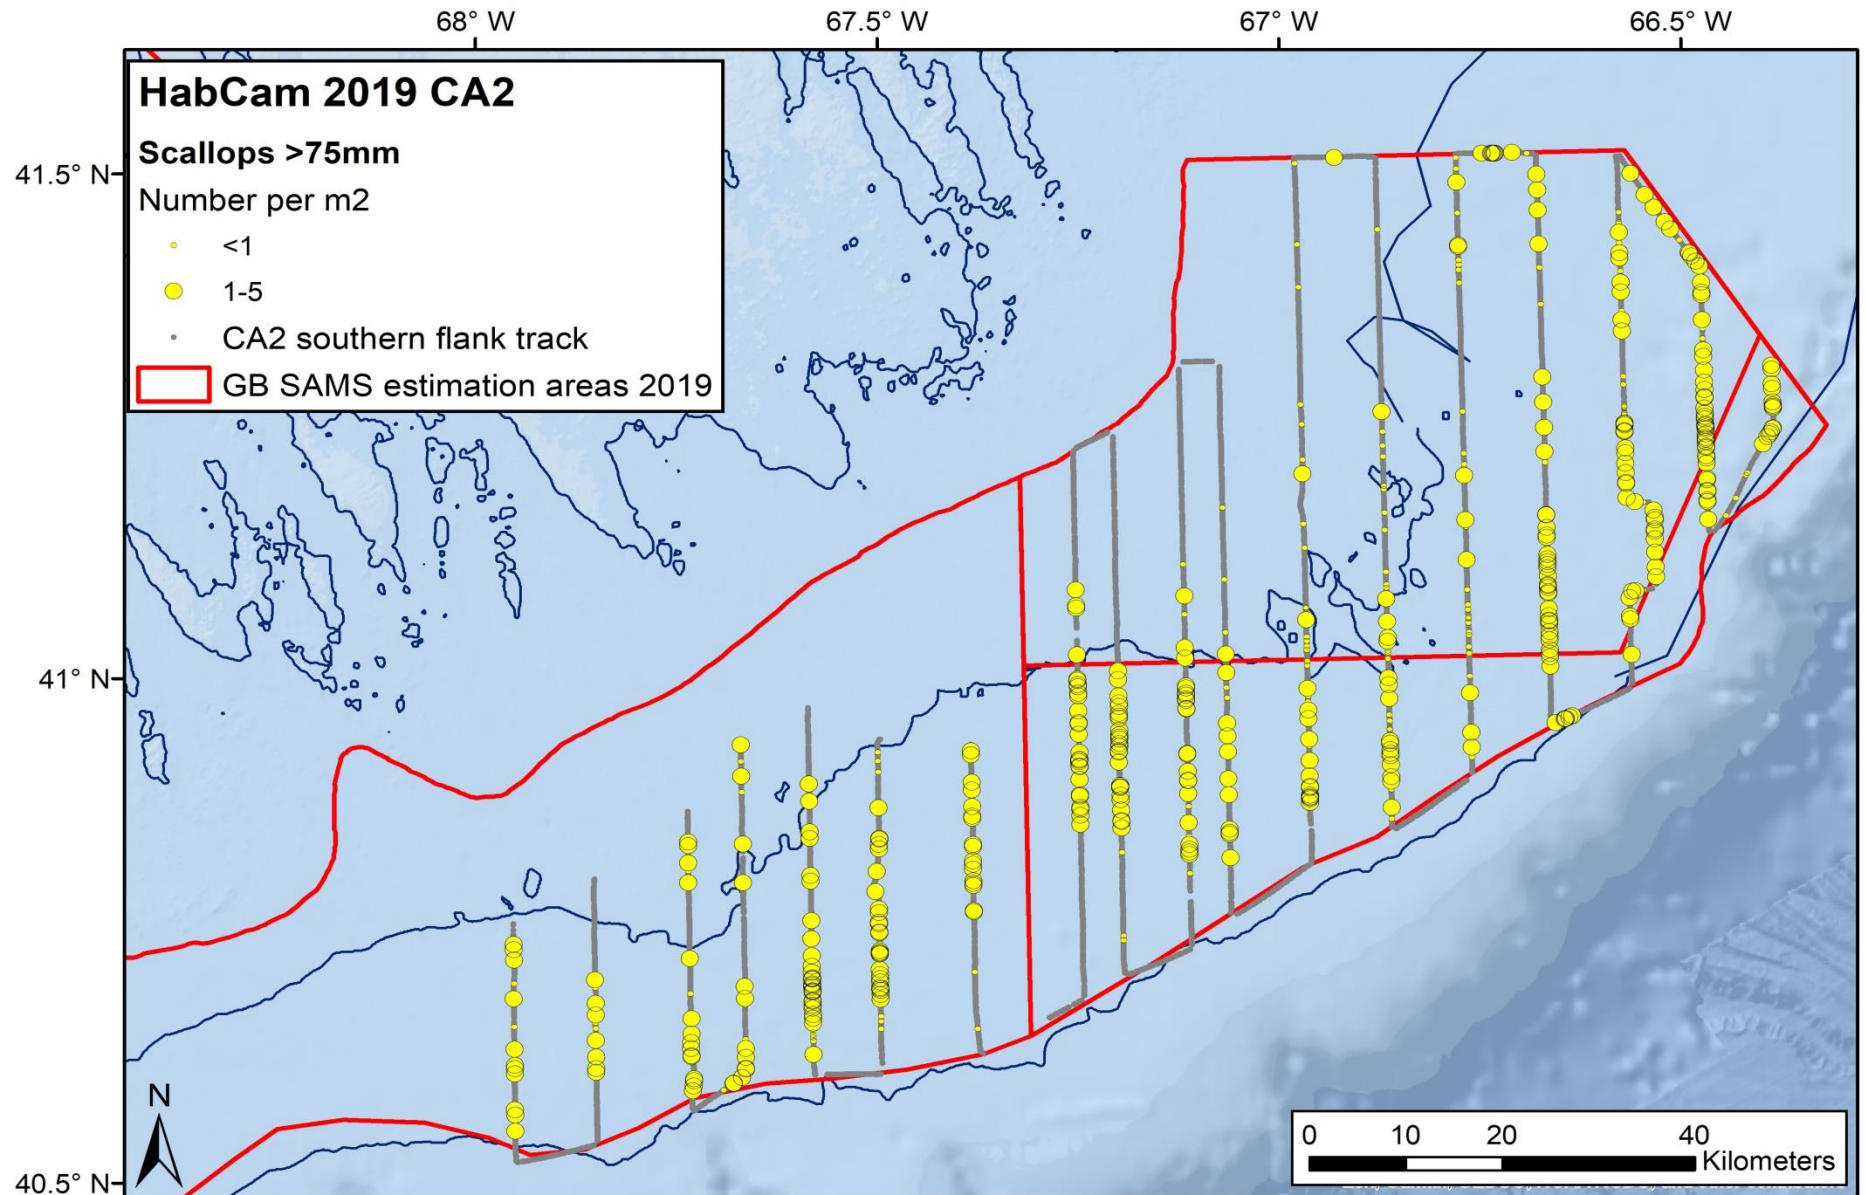 68° W 67.5° W 67° W 66.5° W
HabCam 2019 CA2
Scallops >75mm
Number per m2
<1
1-5
CA2 southern flank track
GB SAMS estimation areas 2019
41.5° N
41° N
40.5° N
N
0 10 20 40
Kilometers